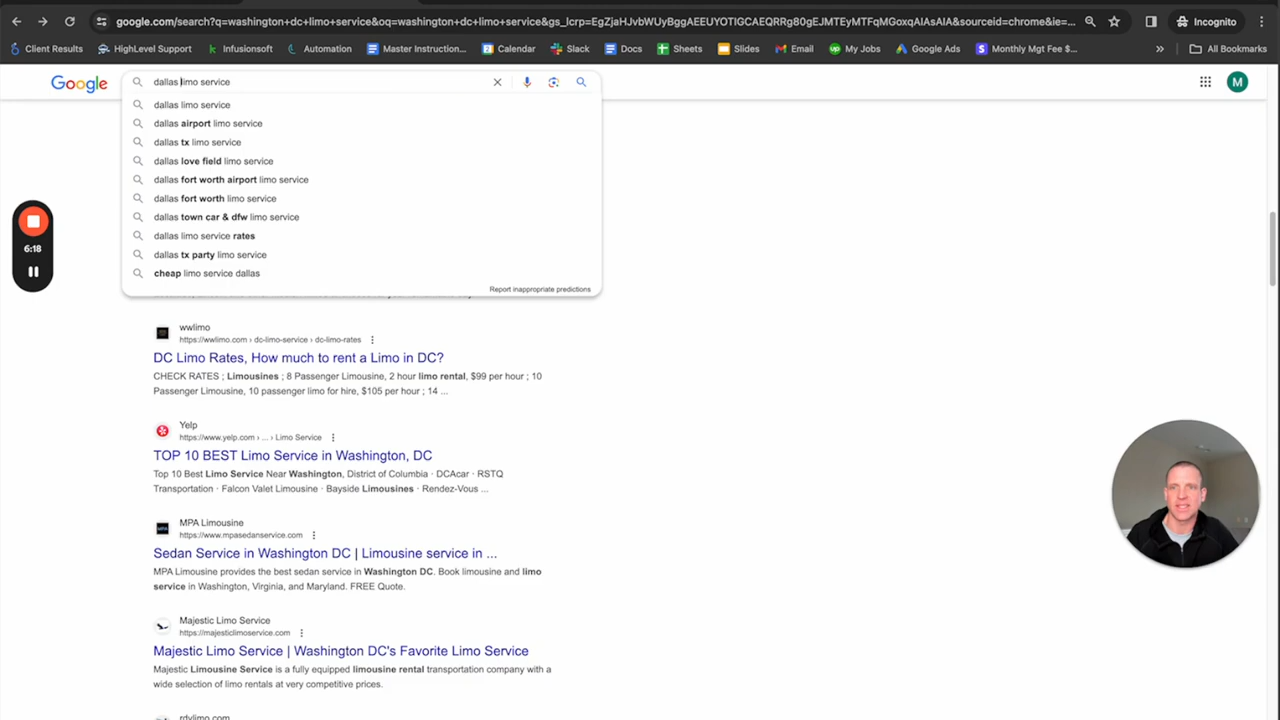 google.com/search?q=washington+dc+limo+service&oq=washington+dc+limo+service&gs_lcrp=EgZjaHJvbWUyBggAEEUYOTIGCAEQRRg80gEJMTEyMTFqMGoxqAIAsAIA&sourceid=chrome&ie=...
Incognito
Client Results
HighLevel Support
Infusionsoft
Automation
Master Instruction...
Calendar
Slack
Docs
Sheets
Slides
Email
My Jobs
Google Ads
Monthly Mgt Fee $...
»
All Bookmarks
Google
dallas limo service
M
dallas limo service
dallas airport limo service
dallas tx limo service
dallas love field limo service
dallas fort worth airport limo service
dallas fort worth limo service
dallas town car & dfw limo service
dallas limo service rates
dallas tx party limo service
cheap limo service dallas
Report inappropriate predictions
6:18
wwlimo
https://wwlimo.com › dc-limo-service › dc-limo-rates
DC Limo Rates, How much to rent a Limo in DC?
CHECK RATES ; Limousines ; 8 Passenger Limousine, 2 hour limo rental, $99 per hour ; 10
Passenger Limousine, 10 passenger limo for hire, $105 per hour ; 14 ...
Yelp
https://www.yelp.com › ... › Limo Service
TOP 10 BEST Limo Service in Washington, DC
Top 10 Best Limo Service Near Washington, District of Columbia · DCAcar · RSTQ
Transportation · Falcon Valet Limousine · Bayside Limousines · Rendez-Vous ...
MPA Limousine
https://www.mpasedanservice.com
Sedan Service in Washington DC | Limousine service in ...
MPA Limousine provides the best sedan service in Washington DC. Book limousine and limo
service in Washington, Virginia, and Maryland. FREE Quote.
Majestic Limo Service
https://majesticlimoservice.com
Majestic Limo Service | Washington DC's Favorite Limo Service
Majestic Limousine Service is a fully equipped limousine rental transportation company with a
wide selection of limo rentals at very competitive prices.
rdvlimo.com